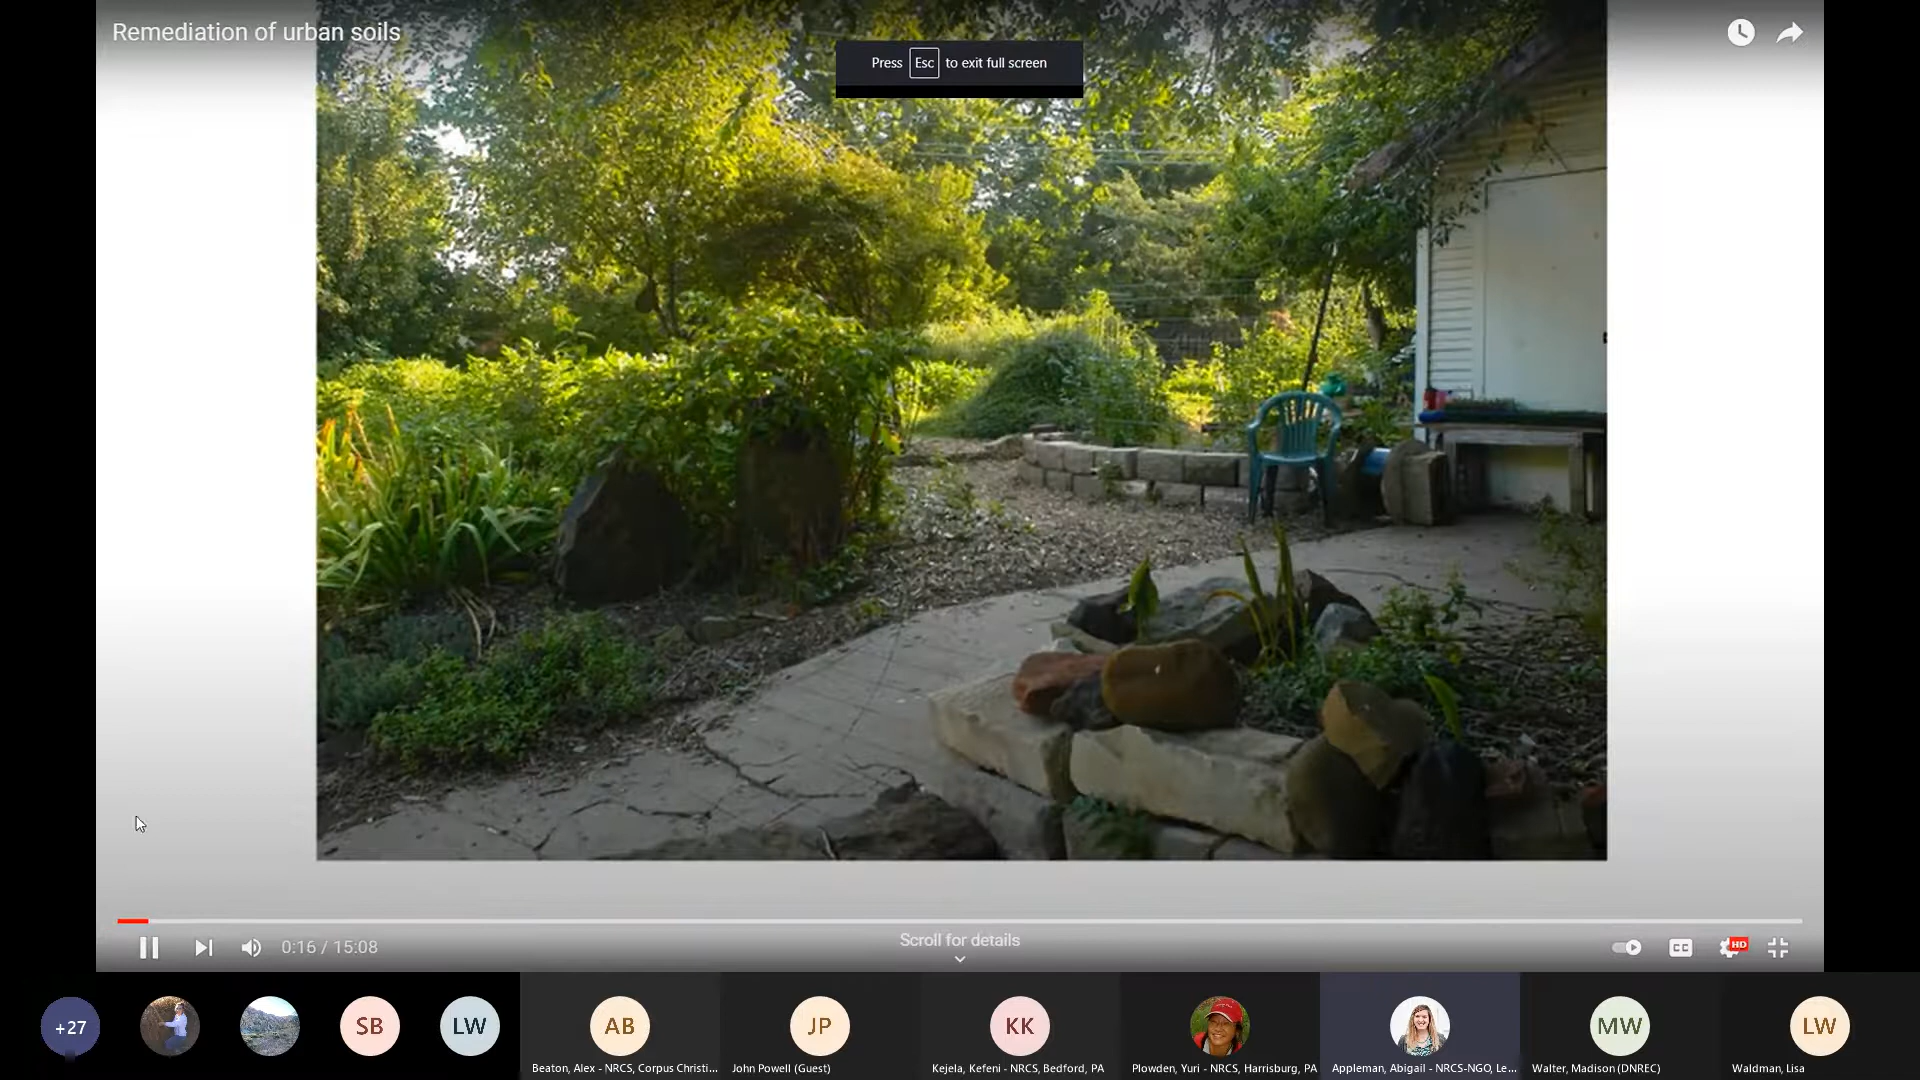 Remediation of urban soils
Press Esc to exit full screen
0:16 / 15:08
Scroll for details
CC
HD
+27
SB
LW
AB
JP
KK
MW
LW
Beaton, Alex - NRCS, Corpus Christi...
John Powell (Guest)
Kejela, Kefeni - NRCS, Bedford, PA
Plowden, Yuri - NRCS, Harrisburg, PA
Appleman, Abigail - NRCS-NGO, Le...
Walter, Madison (DNREC)
Waldman, Lisa